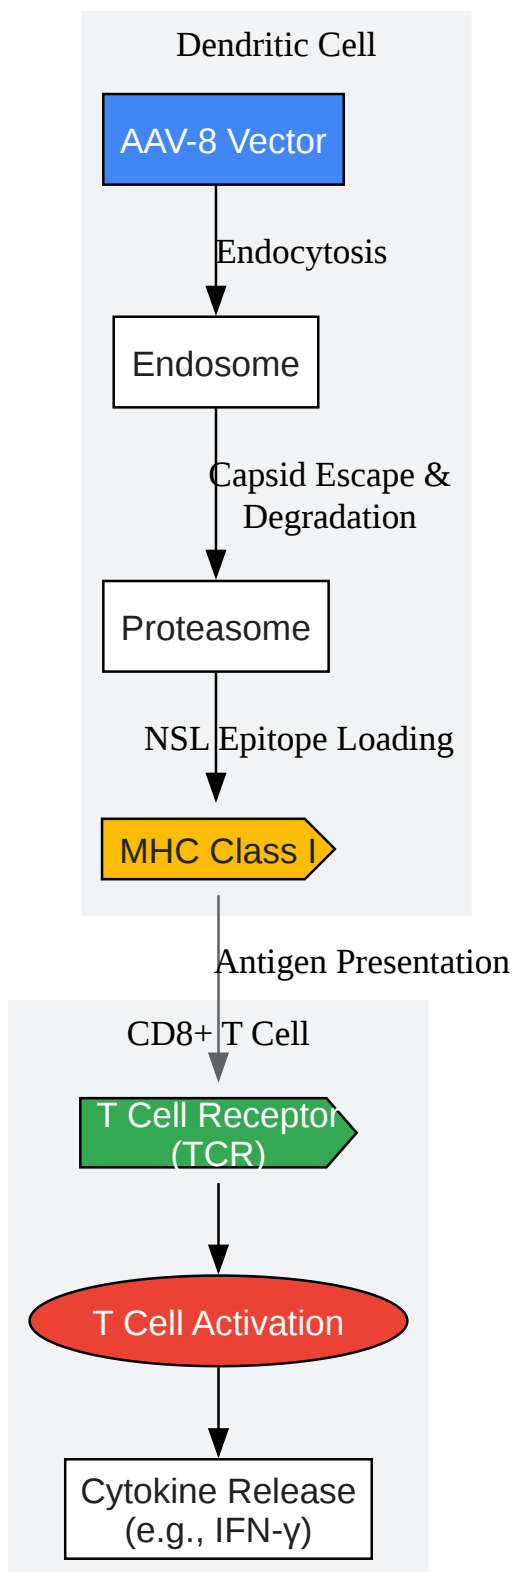 Dendritic Cell
AAV-8 Vector
Endocytosis
Endosome
Capsid Escape &
Degradation
Proteasome
NSL Epitope Loading
MHC Class I
Antigen Presentation
CD8+ T Cell
T Cell Receptor
(TCR)
T Cell Activation
Cytokine Release
(e.g., IFN-γ)